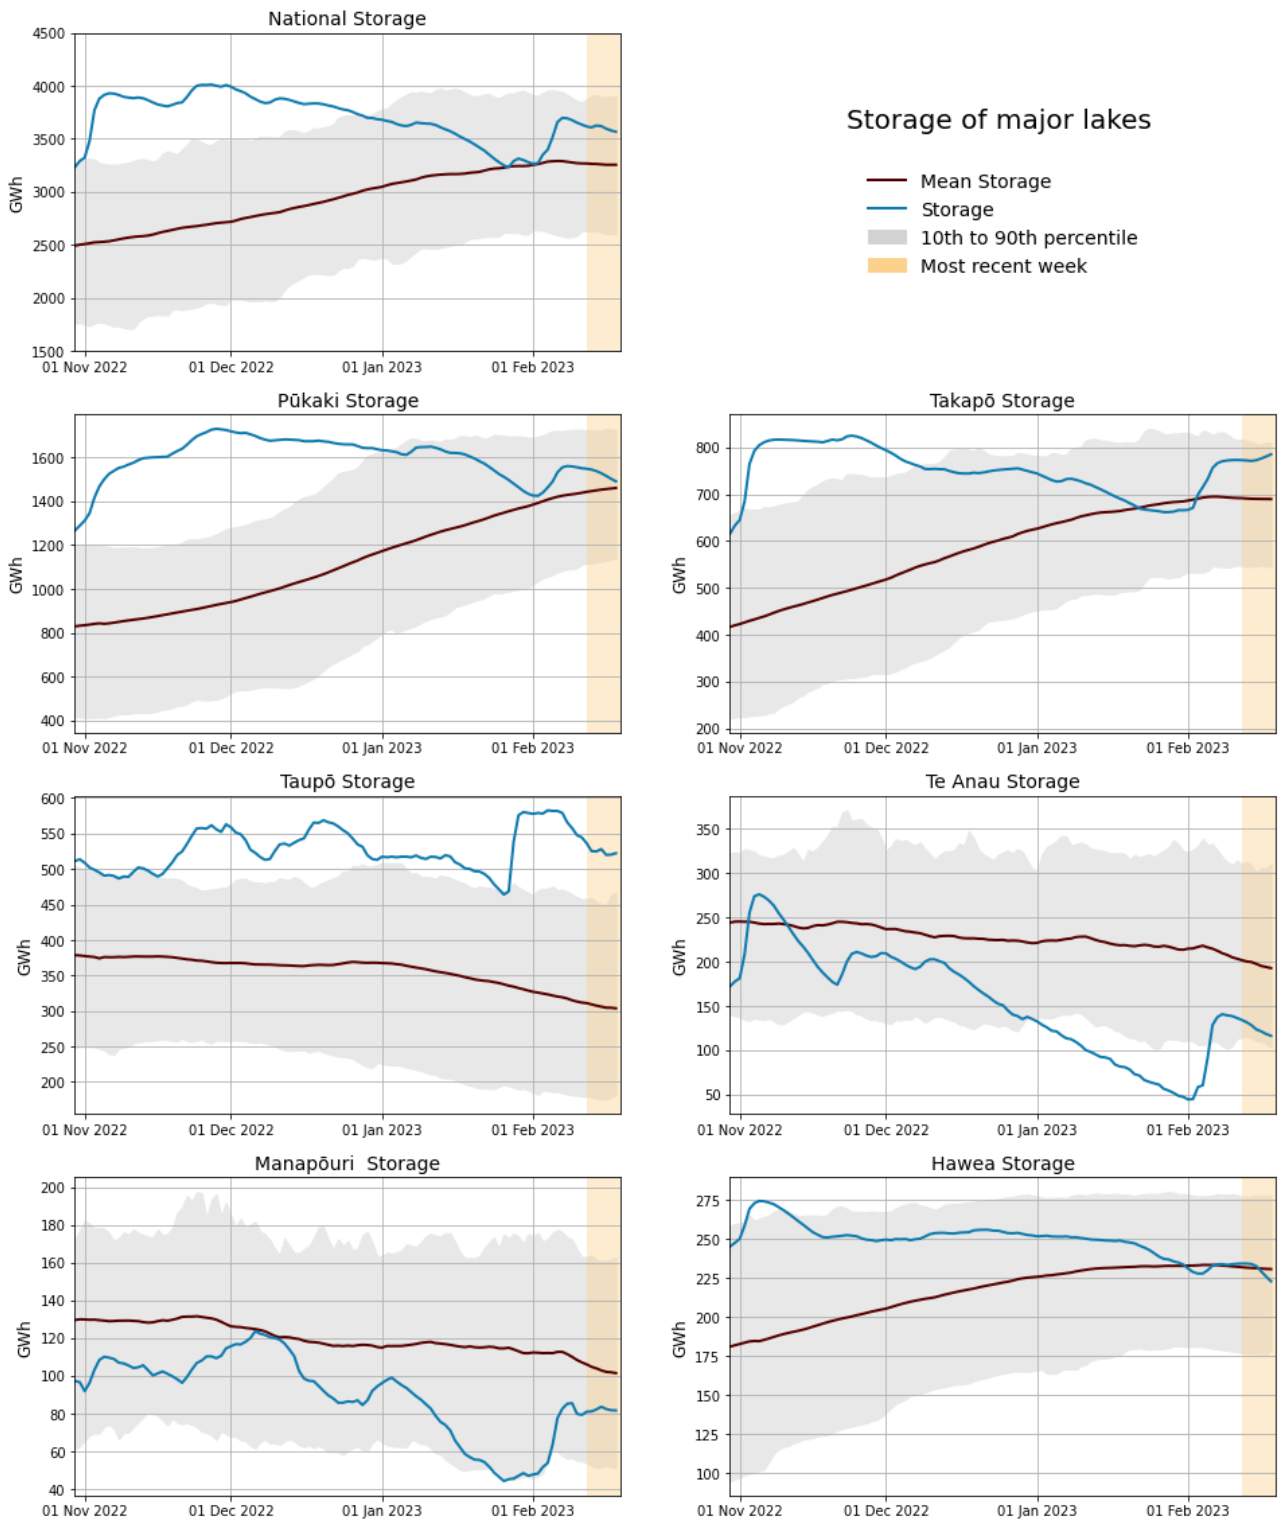 National Storage
4500
4000
3500
3000
2500
2000
1500
GWh
01 Nov 2022 01 Dec 2022 01 Jan 2023 01 Feb 2023
Storage of major lakes
Mean Storage
Storage
10th to 90th percentile
Most recent week
Pūkaki Storage
1600
1400
1200
1000
800
600
400
GWh
01 Nov 2022 01 Dec 2022 01 Jan 2023 01 Feb 2023
Takapō Storage
800
700
600
500
400
300
200
GWh
01 Nov 2022 01 Dec 2022 01 Jan 2023 01 Feb 2023
Taupō Storage
600
550
500
450
400
350
300
250
200
GWh
01 Nov 2022 01 Dec 2022 01 Jan 2023 01 Feb 2023
Te Anau Storage
350
300
250
200
150
100
50
GWh
01 Nov 2022 01 Dec 2022 01 Jan 2023 01 Feb 2023
Manapōuri Storage
200
180
160
140
120
100
80
60
40
GWh
01 Nov 2022 01 Dec 2022 01 Jan 2023 01 Feb 2023
Hawea Storage
275
250
225
200
175
150
125
100
GWh
01 Nov 2022 01 Dec 2022 01 Jan 2023 01 Feb 2023